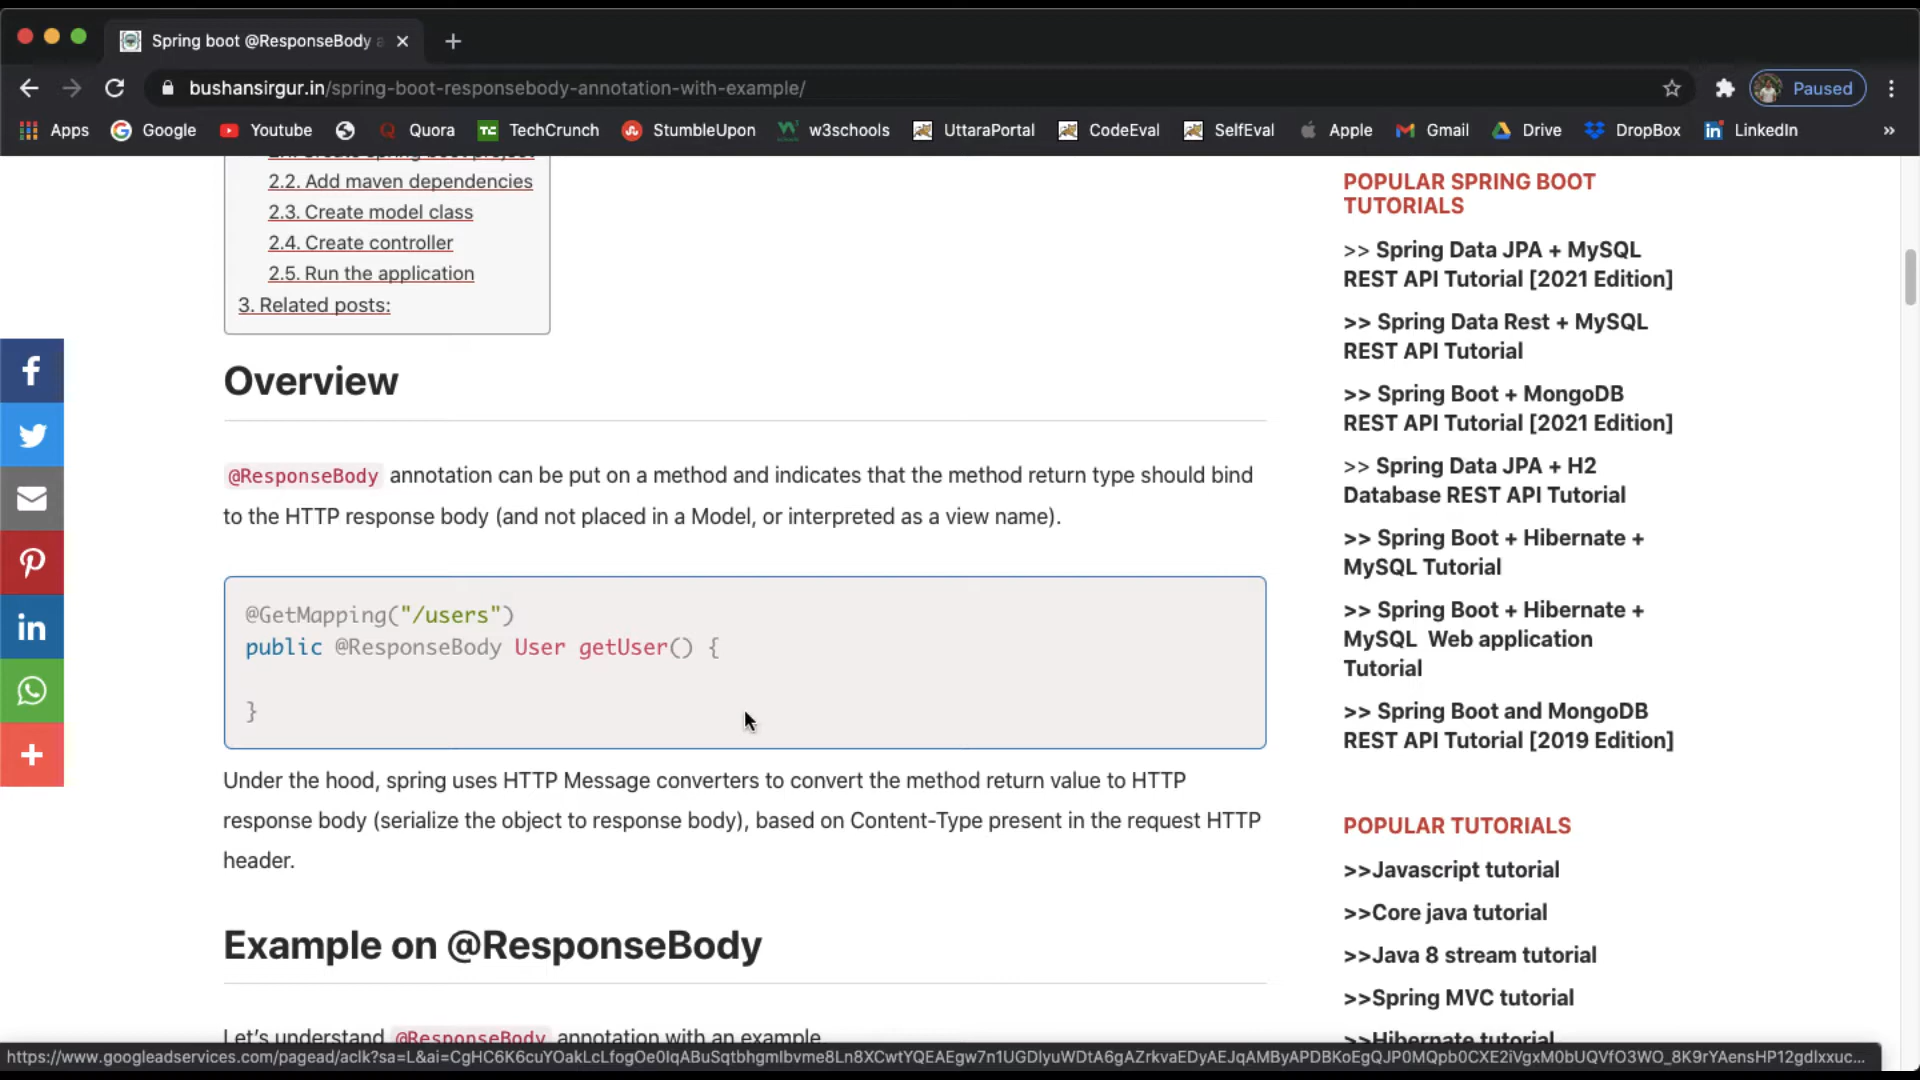 Spring boot @ResponseBody a
bushansirgur.in/spring-boot-responsebody-annotation-with-example/
Paused
Apps
Google
Youtube
Quora
TechCrunch
StumbleUpon
w3schools
UttaraPortal
CodeEval
SelfEval
Apple
Gmail
Drive
DropBox
LinkedIn
»
2.1. Create spring boot project
2.2. Add maven dependencies
2.3. Create model class
2.4. Create controller
2.5. Run the application
3. Related posts:
Overview
@ResponseBody annotation can be put on a method and indicates that the method return type should bind
to the HTTP response body (and not placed in a Model, or interpreted as a view name).
@GetMapping("/users")
public @ResponseBody User getUser() {
}
Under the hood, spring uses HTTP Message converters to convert the method return value to HTTP
response body (serialize the object to response body), based on Content-Type present in the request HTTP
header.
Example on @ResponseBody
Let's understand @ResponseBody annotation with an example
POPULAR SPRING BOOT
TUTORIALS
>> Spring Data JPA + MySQL
REST API Tutorial [2021 Edition]
>> Spring Data Rest + MySQL
REST API Tutorial
>> Spring Boot + MongoDB
REST API Tutorial [2021 Edition]
>> Spring Data JPA + H2
Database REST API Tutorial
>> Spring Boot + Hibernate +
MySQL Tutorial
>> Spring Boot + Hibernate +
MySQL Web application
Tutorial
>> Spring Boot and MongoDB
REST API Tutorial [2019 Edition]
POPULAR TUTORIALS
>>Javascript tutorial
>>Core java tutorial
>>Java 8 stream tutorial
>>Spring MVC tutorial
>>Hibernate tutorial